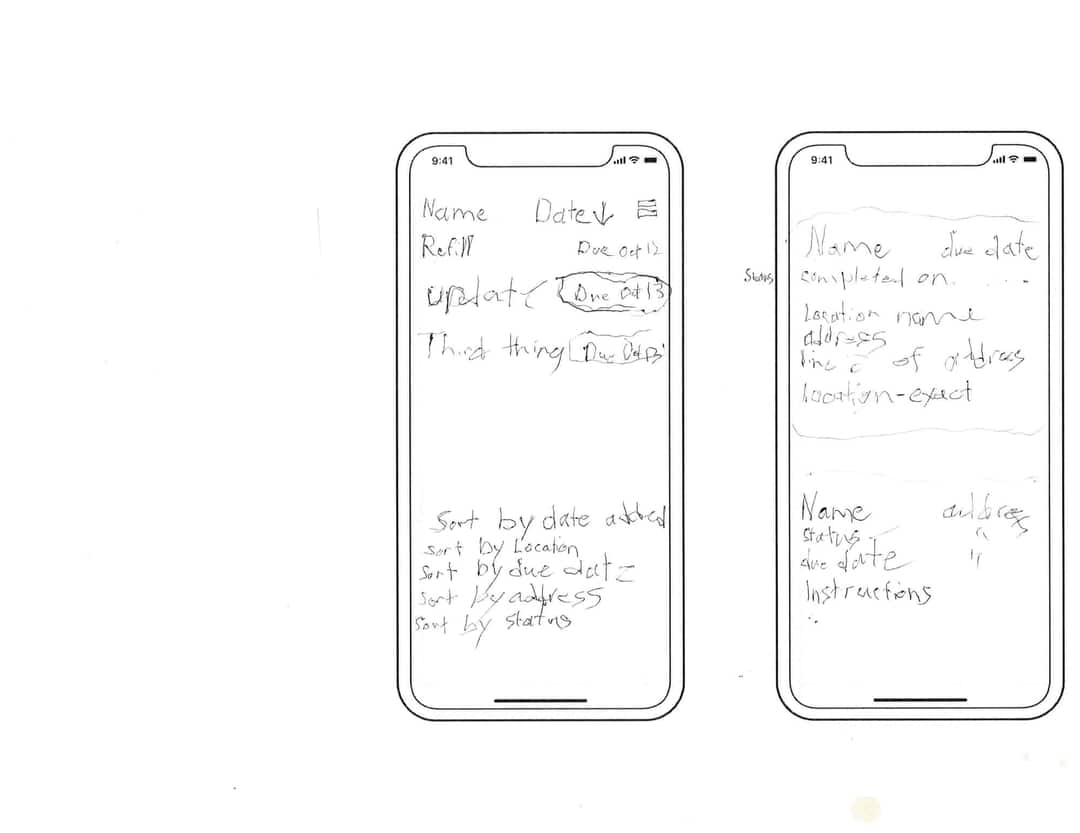 9:41
Name Date↓
Refill Due Oct 12
update Due Oct 13
Third thing Due Oct
Sort by date added
sort by Location
sort by due date
sort by address
sort by status
9:41
Name due date
Status completed on. . . .
Location name
address
line 2 of address
Location-exact
Name address
status "
due date "
Instructions